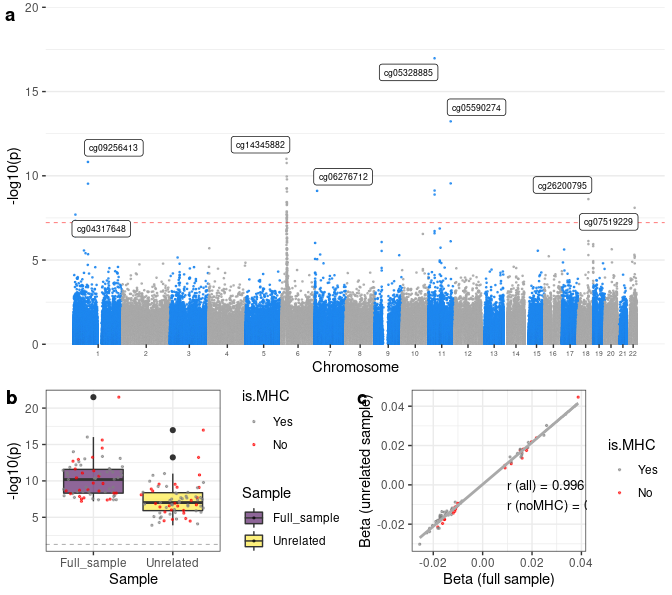 a
20
15
10
5
0
-log10(p)
cg05328885
cg05590274
cg09256413
cg14345882
cg06276712
cg26200795
cg04317648
cg07519229
1 2 3 4 5 6 7 8 9 10 11 12 13 14 15 16 17 18 19 20 21 22
Chromosome
b
20
15
10
5
-log10(p)
Full_sample Unrelated
Sample
is.MHC
Yes
No
Sample
Full_sample
Unrelated
c
0.04
0.02
0.00
-0.02
Beta (unrelated sample)
r (all) = 0.996
r (noMHC) = 
-0.02 0.00 0.02 0.04
Beta (full sample)
is.MHC
Yes
No